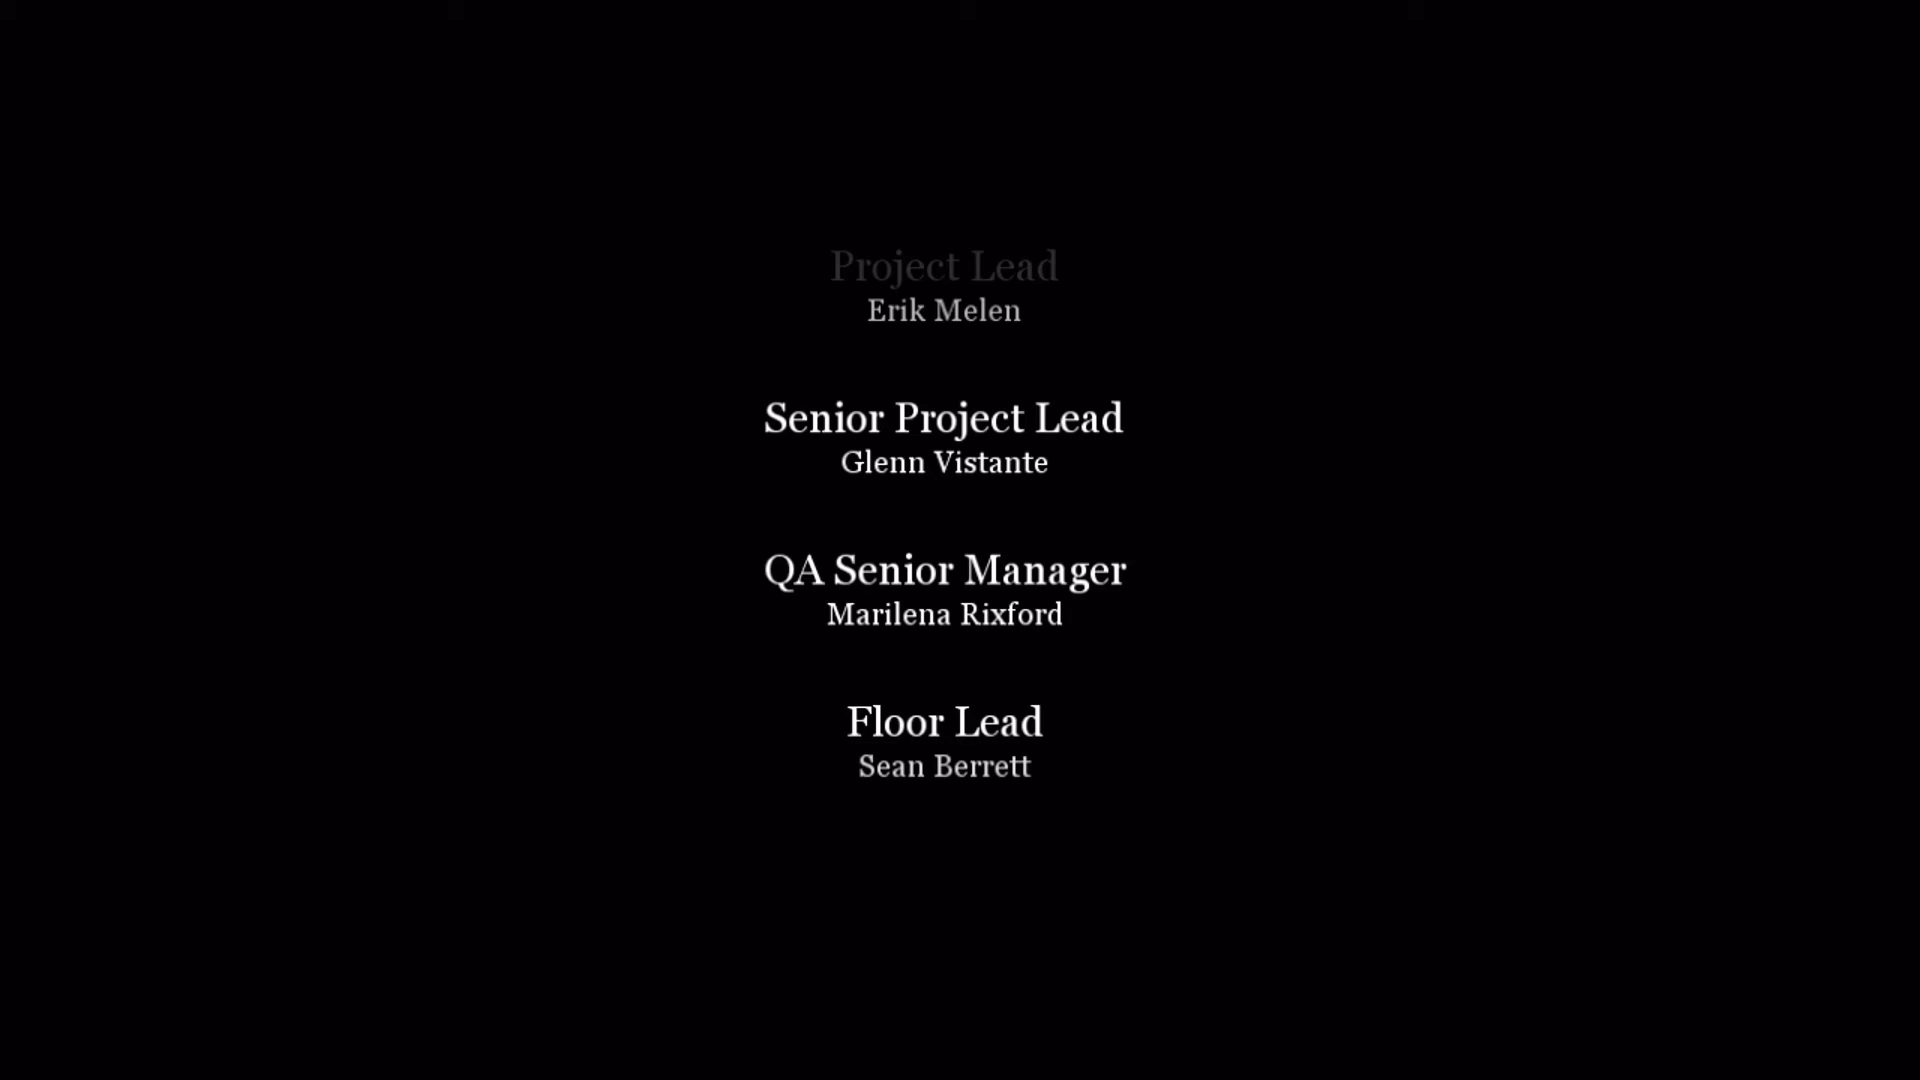 Project Lead
Erik Melen
Senior Project Lead
Glenn Vistante
QA Senior Manager
Marilena Rixford
Floor Lead
Sean Berrett